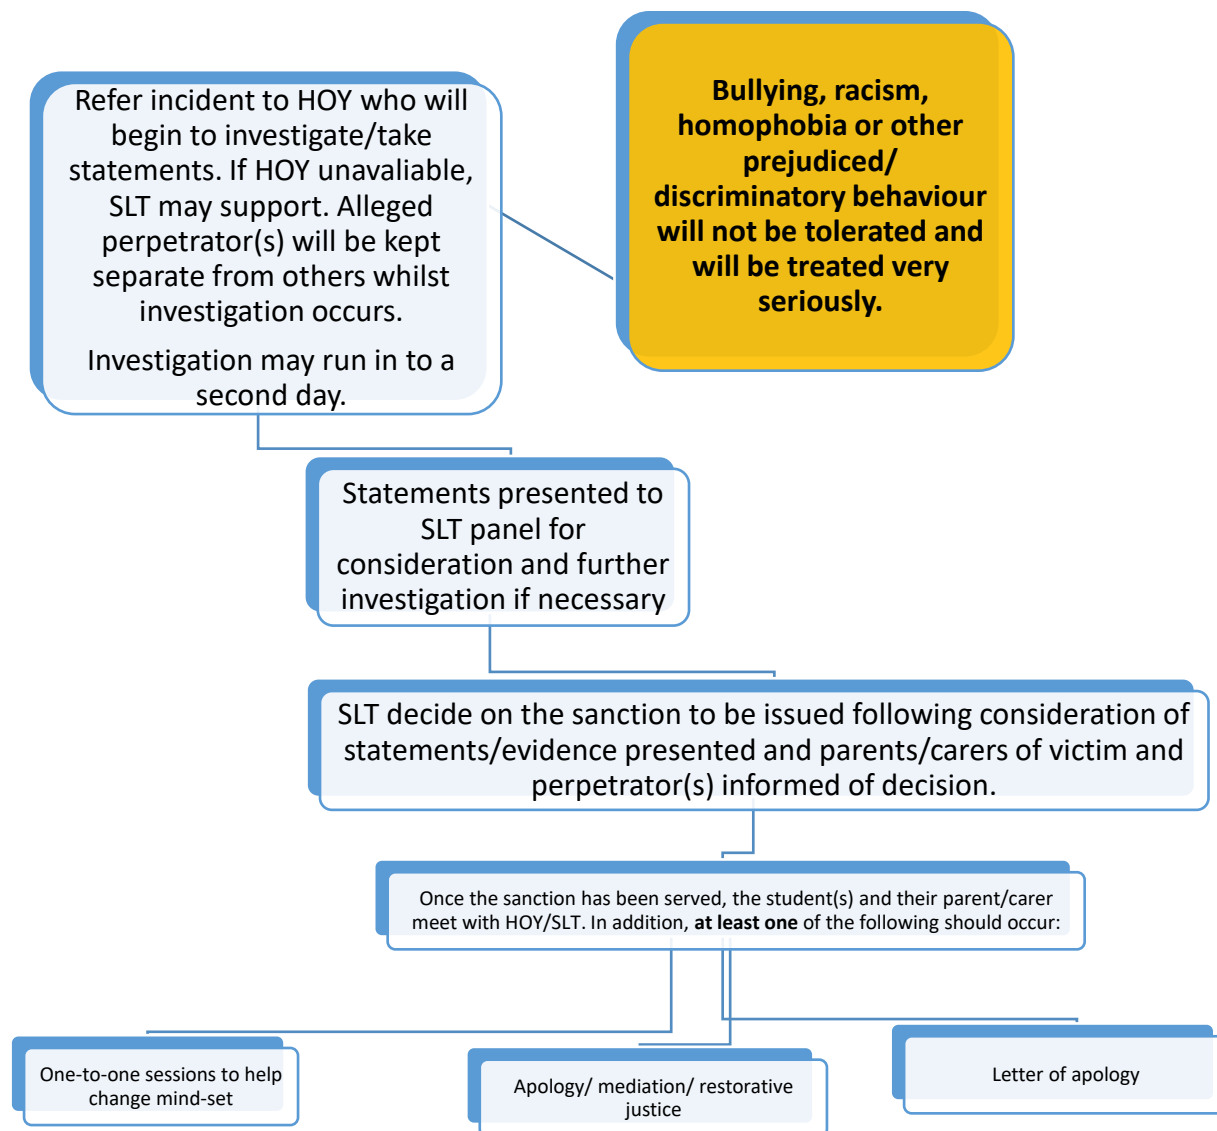 Refer incident to HOY who will
begin to investigate/take
statements. If HOY unavaliable,
SLT may support. Alleged
perpetrator(s) will be kept
separate from others whilst
investigation occurs.
Investigation may run in to a
second day.
Bullying, racism,
homophobia or other
prejudiced/
discriminatory behaviour
will not be tolerated and
will be treated very
seriously.
Statements presented to
SLT panel for
consideration and further
investigation if necessary
SLT decide on the sanction to be issued following consideration of
statements/evidence presented and parents/carers of victim and
perpetrator(s) informed of decision.
Once the sanction has been served, the student(s) and their parent/carer
meet with HOY/SLT. In addition, at least one of the following should occur:
One-to-one sessions to help
change mind-set
Apology/ mediation/ restorative
justice
Letter of apology